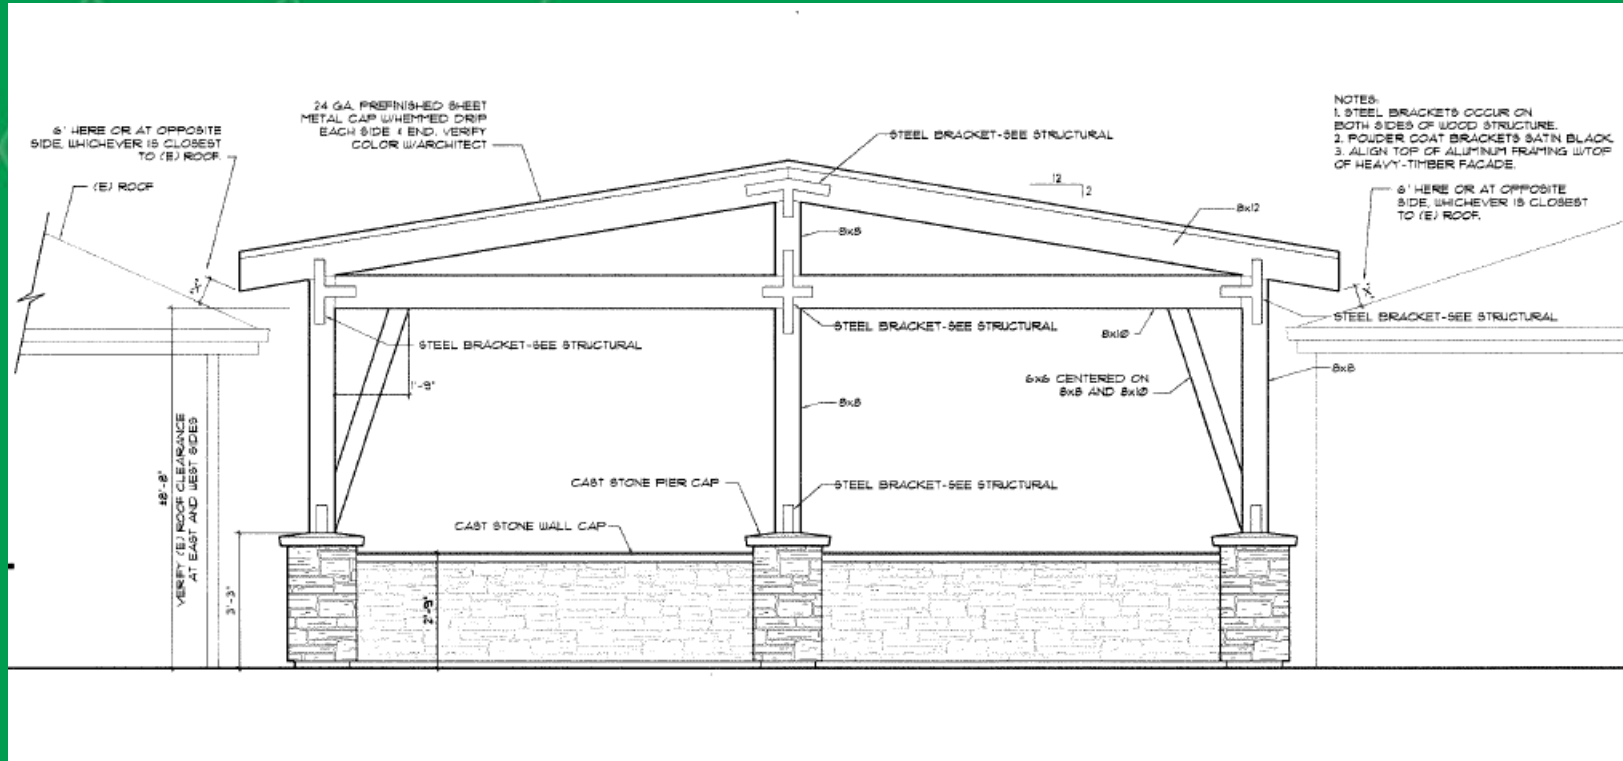 24 GA. PREFINISHED SHEET
METAL CAP W/HEMMED DRIP
EACH SIDE & END. VERIFY
COLOR W/ARCHITECT
6" HERE OR AT OPPOSITE
SIDE, WHICHEVER IS CLOSEST
TO (E) ROOF.
(E) ROOF
STEEL BRACKET-SEE STRUCTURAL
12
2
NOTES:
1. STEEL BRACKETS OCCUR ON
BOTH SIDES OF WOOD STRUCTURE.
2. POWDER COAT BRACKETS SATIN BLACK.
3. ALIGN TOP OF ALUMINUM FRAMING W/TOP
OF HEAVY-TIMBER FACADE.
6" HERE OR AT OPPOSITE
SIDE, WHICHEVER IS CLOSEST
TO (E) ROOF.
8x12
8x8
"X"
"X"
STEEL BRACKET-SEE STRUCTURAL
STEEL BRACKET-SEE STRUCTURAL
STEEL BRACKET-SEE STRUCTURAL
8x10
1'-9"
6x6 CENTERED ON
8x8 AND 8x10
8x8
8x8
±8'-8"
VERIFY (E) ROOF CLEARANCE
AT EAST AND WEST SIDES
CAST STONE PIER CAP
STEEL BRACKET-SEE STRUCTURAL
CAST STONE WALL CAP
3'-3"
2'-9"